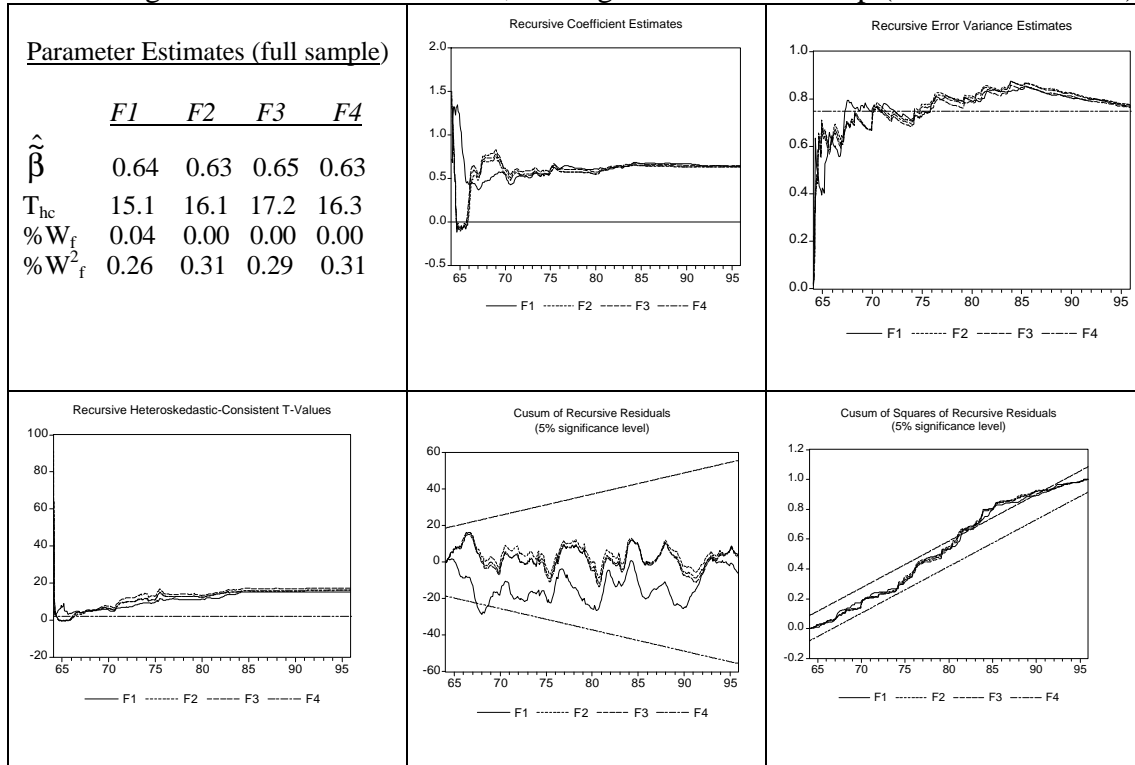 Parameter Estimates (full sample)
F1 F2 F3 F4
β̂̃ 0.64 0.63 0.65 0.63
Thc 15.1 16.1 17.2 16.3
%Wf 0.04 0.00 0.00 0.00
%W²f 0.26 0.31 0.29 0.31
Recursive Coefficient Estimates
2.0
1.5
1.0
0.5
0.0
-0.5
65 70 75 80 85 90 95
F1 F2 F3 F4
Recursive Error Variance Estimates
1.0
0.8
0.6
0.4
0.2
0.0
65 70 75 80 85 90 95
F1 F2 F3 F4
Recursive Heteroskedastic-Consistent T-Values
100
80
60
40
20
0
-20
65 70 75 80 85 90 95
F1 F2 F3 F4
Cusum of Recursive Residuals
(5% significance level)
60
40
20
0
-20
-40
-60
65 70 75 80 85 90 95
F1 F2 F3 F4
Cusum of Squares of Recursive Residuals
(5% significance level)
1.2
1.0
0.8
0.6
0.4
0.2
0.0
-0.2
65 70 75 80 85 90 95
F1 F2 F3 F4